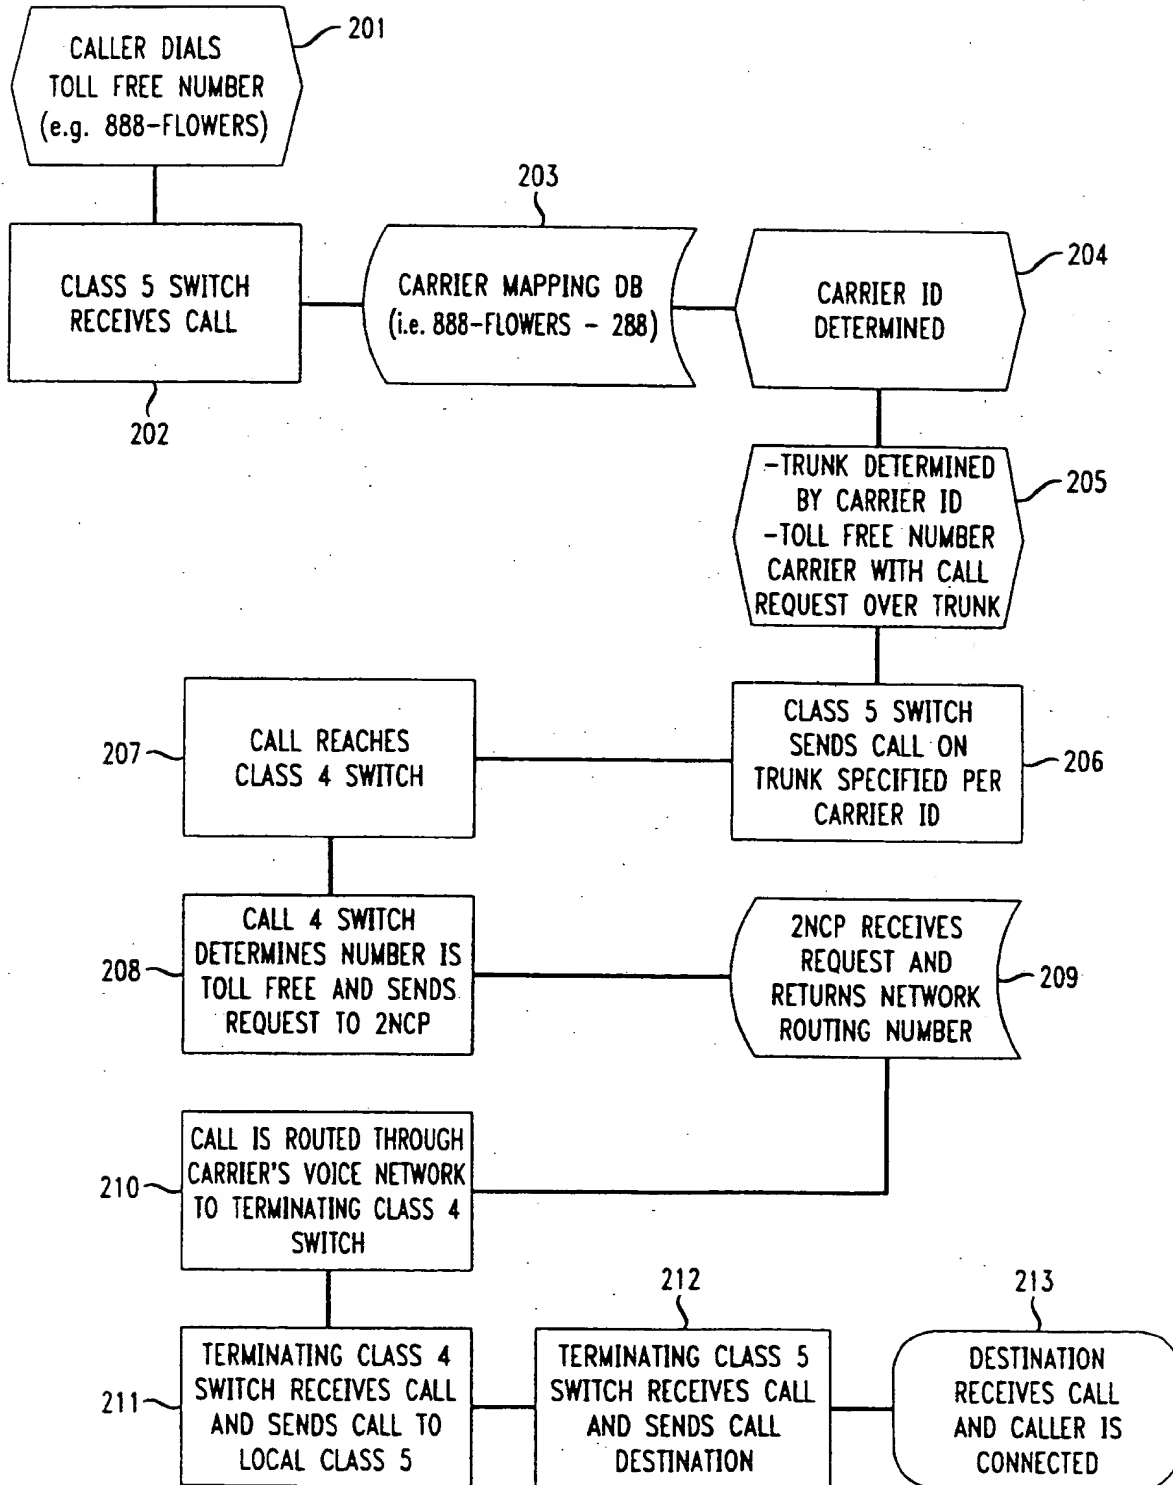 CALLER DIALS
TOLL FREE NUMBER
(e.g. 888-FLOWERS)
201
CLASS 5 SWITCH
RECEIVES CALL
202
203
CARRIER MAPPING DB
(i.e. 888-FLOWERS - 288)
CARRIER ID
DETERMINED
204
-TRUNK DETERMINED
BY CARRIER ID
-TOLL FREE NUMBER
CARRIER WITH CALL
REQUEST OVER TRUNK
205
CLASS 5 SWITCH
SENDS CALL ON
TRUNK SPECIFIED PER
CARRIER ID
206
207
CALL REACHES
CLASS 4 SWITCH
208
CALL 4 SWITCH
DETERMINES NUMBER IS
TOLL FREE AND SENDS
REQUEST TO 2NCP
2NCP RECEIVES
REQUEST AND
RETURNS NETWORK
ROUTING NUMBER
209
210
CALL IS ROUTED THROUGH
CARRIER'S VOICE NETWORK
TO TERMINATING CLASS 4
SWITCH
211
TERMINATING CLASS 4
SWITCH RECEIVES CALL
AND SENDS CALL TO
LOCAL CLASS 5
212
TERMINATING CLASS 5
SWITCH RECEIVES CALL
AND SENDS CALL
DESTINATION
213
DESTINATION
RECEIVES CALL
AND CALLER IS
CONNECTED